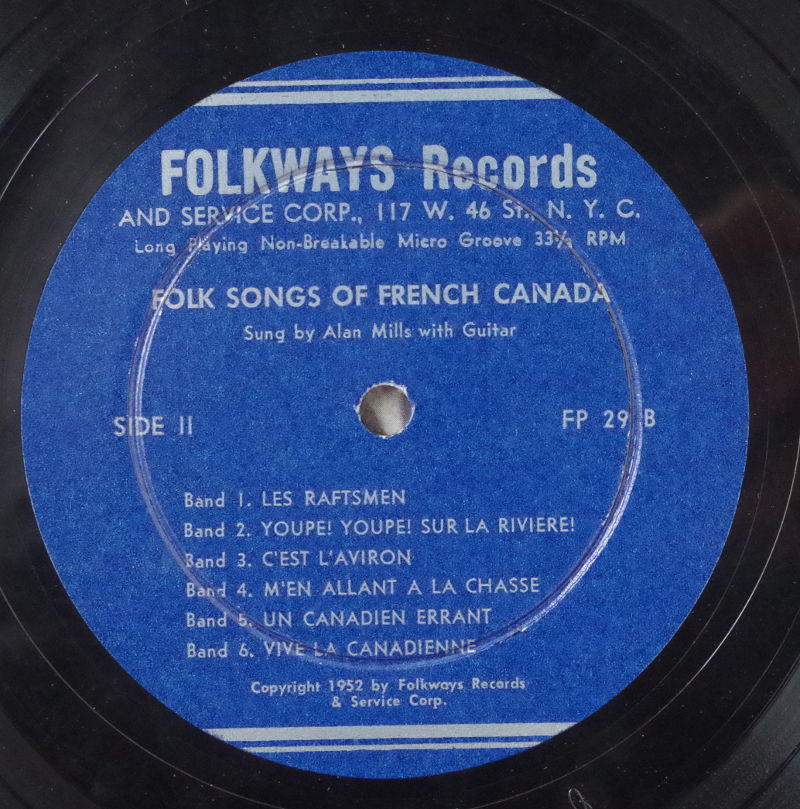 FOLKWAYS Records
AND SERVICE CORP., 117 W. 46 ST., N. Y. C.
Long Playing Non-Breakable Micro Groove 33⅓ RPM
FOLK SONGS OF FRENCH CANADA
Sung by Alan Mills with Guitar
SIDE II FP 29 B
Band 1. LES RAFTSMEN
Band 2. YOUPE! YOUPE! SUR LA RIVIERE!
Band 3. C'EST L'AVIRON
Band 4. M'EN ALLANT A LA CHASSE
Band 5. UN CANADIEN ERRANT
Band 6. VIVE LA CANADIENNE
Copyright 1952 by Folkways Records
& Service Corp.